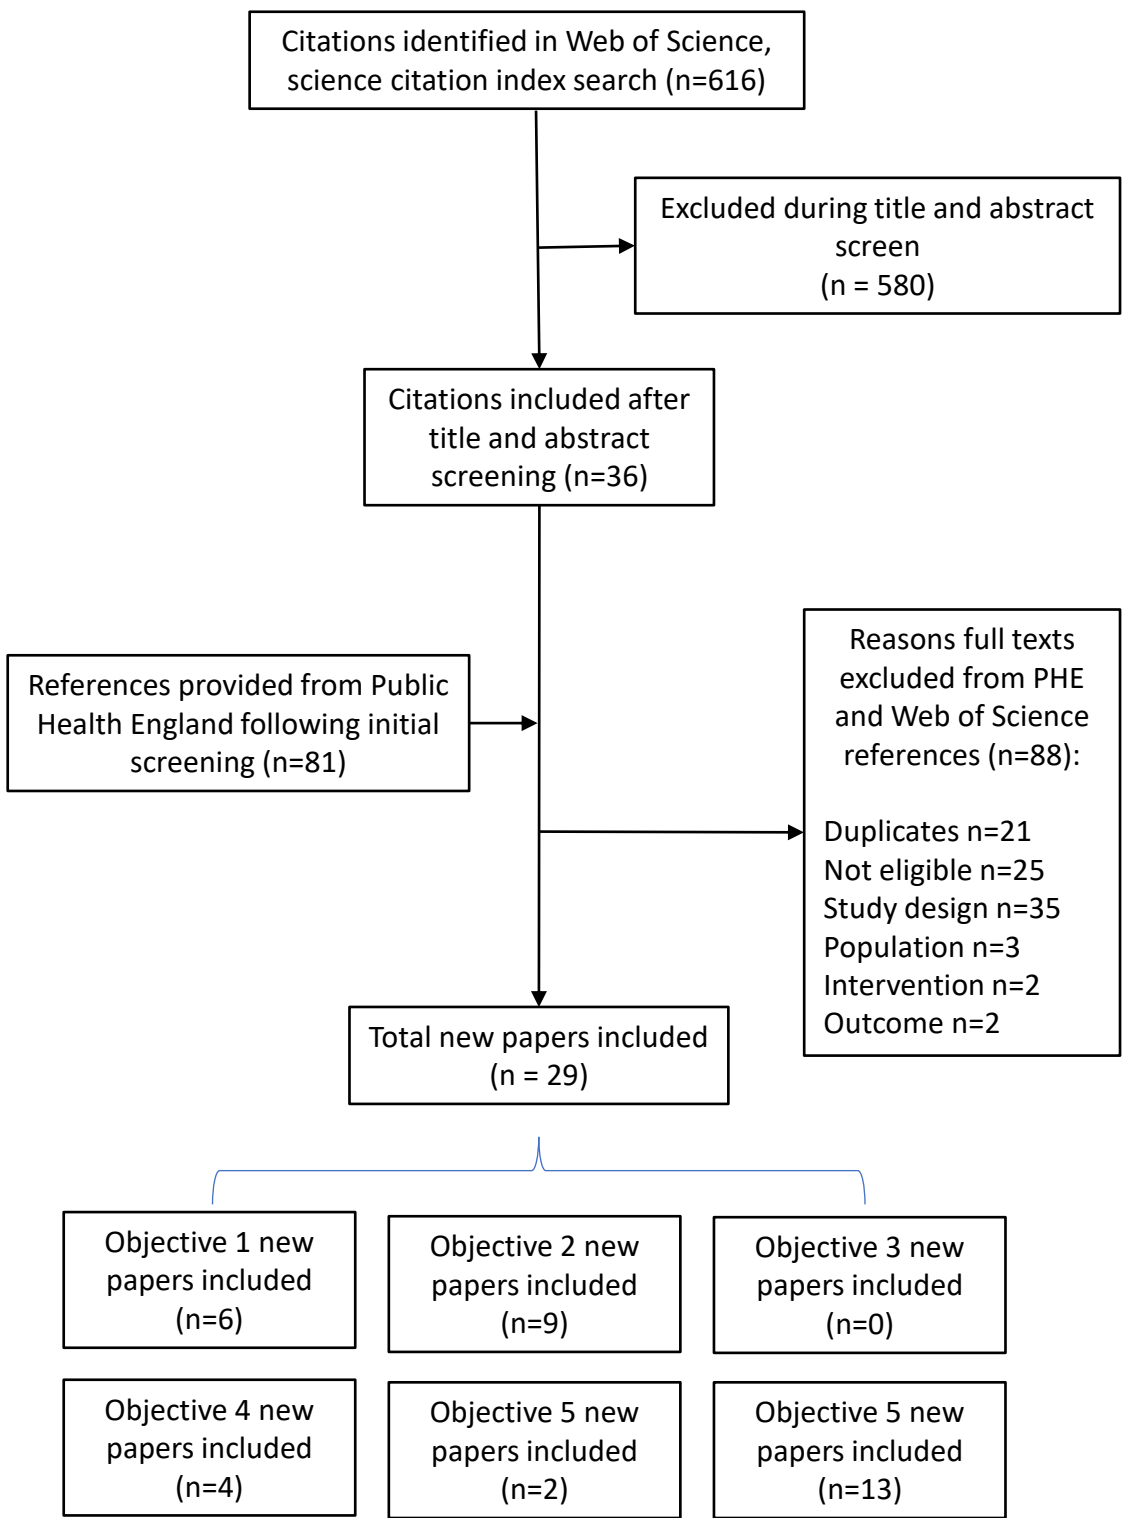 Citations identified in Web of Science,
science citation index search (n=616)
Excluded during title and abstract
screen
(n = 580)
Citations included after
title and abstract
screening (n=36)
References provided from Public
Health England following initial
screening (n=81)
Reasons full texts
excluded from PHE
and Web of Science
references (n=88):
Duplicates n=21
Not eligible n=25
Study design n=35
Population n=3
Intervention n=2
Outcome n=2
Total new papers included
(n = 29)
Objective 1 new
papers included
(n=6)
Objective 2 new
papers included
(n=9)
Objective 3 new
papers included
(n=0)
Objective 4 new
papers included
(n=4)
Objective 5 new
papers included
(n=2)
Objective 5 new
papers included
(n=13)